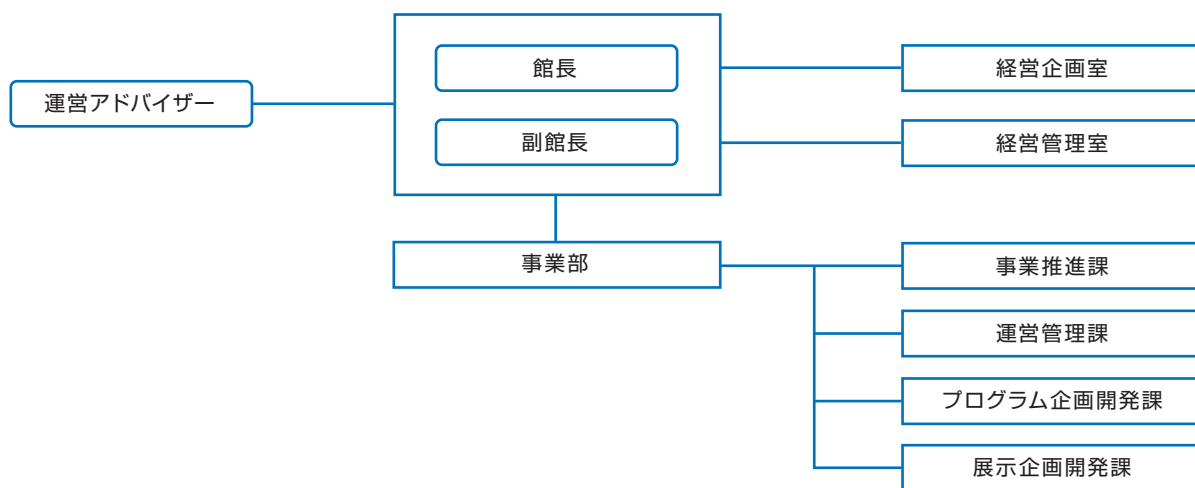 運営アドバイザー
館長
副館長
経営企画室
経営管理室
事業部
事業推進課
運営管理課
プログラム企画開発課
展示企画開発課